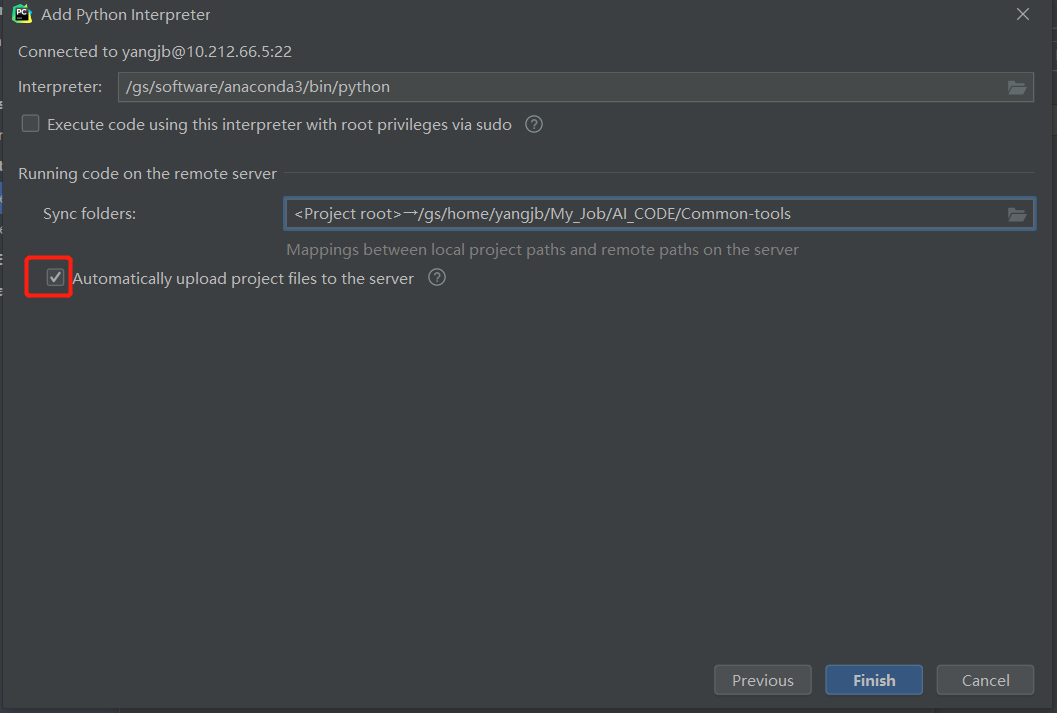 PC Add Python Interpreter
Connected to yangjb@10.212.66.5:22
Interpreter: /gs/software/anaconda3/bin/python
Execute code using this interpreter with root privileges via sudo ?
Running code on the remote server
Sync folders: <Project root>→/gs/home/yangjb/My_Job/AI_CODE/Common-tools
Mappings between local project paths and remote paths on the server
Automatically upload project files to the server ?
Previous Finish Cancel